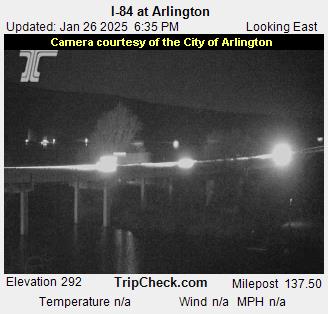 I-84 at Arlington
Updated: Jan 26 2025 6:35 PM Looking East
Camera courtesy of the City of Arlington
Elevation 292 TripCheck.com Milepost 137.50
Temperature n/a Wind n/a MPH n/a